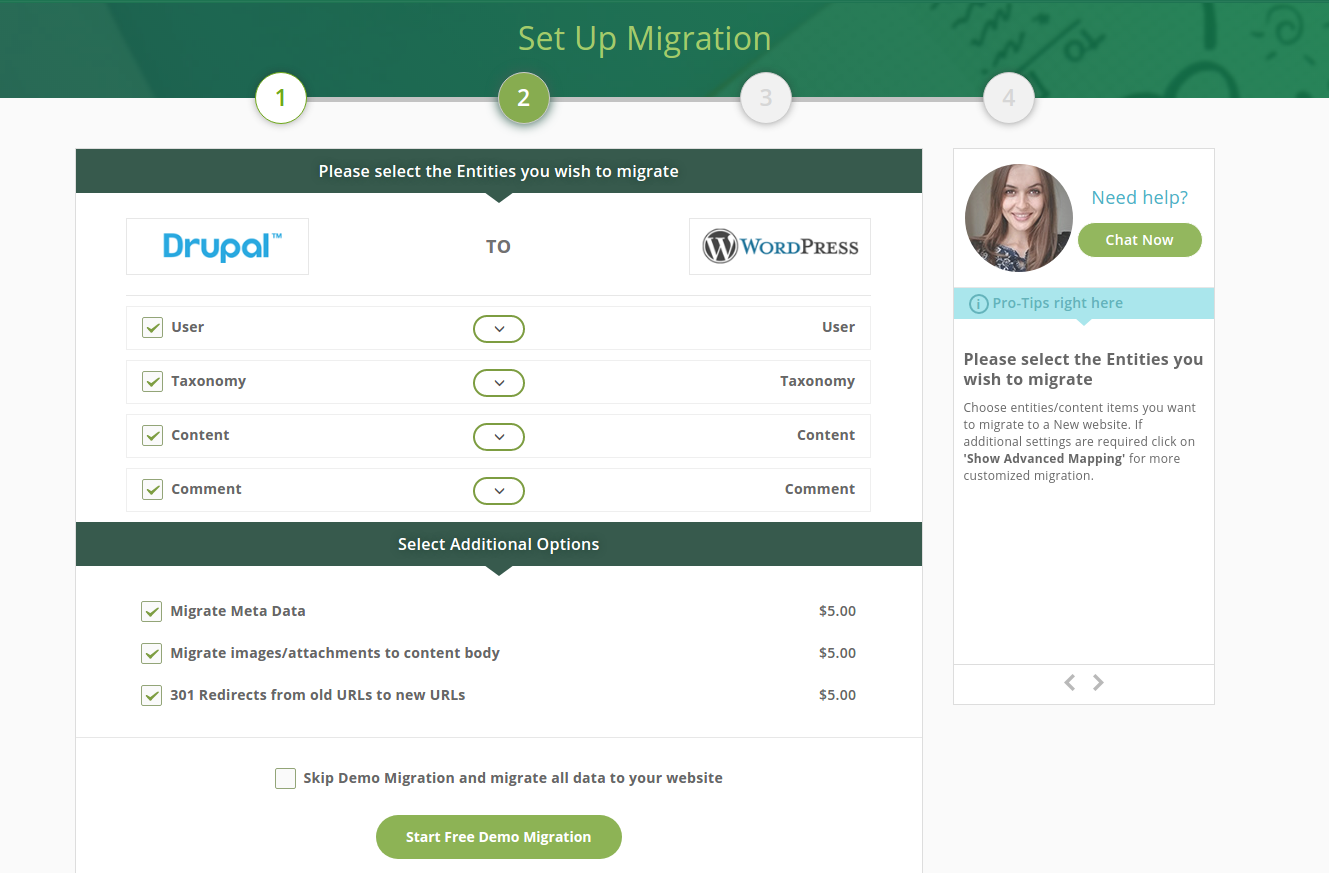 Set Up Migration
1
2
3
4
Please select the Entities you wish to migrate
Drupal™
TO
WORDPRESS
User
User
Taxonomy
Taxonomy
Content
Content
Comment
Comment
Select Additional Options
Migrate Meta Data
$5.00
Migrate images/attachments to content body
$5.00
301 Redirects from old URLs to new URLs
$5.00
Skip Demo Migration and migrate all data to your website
Start Free Demo Migration
Need help?
Chat Now
Pro-Tips right here
Please select the Entities you
wish to migrate
Choose entities/content items you want
to migrate to a New website. If
additional settings are required click on
'Show Advanced Mapping' for more
customized migration.